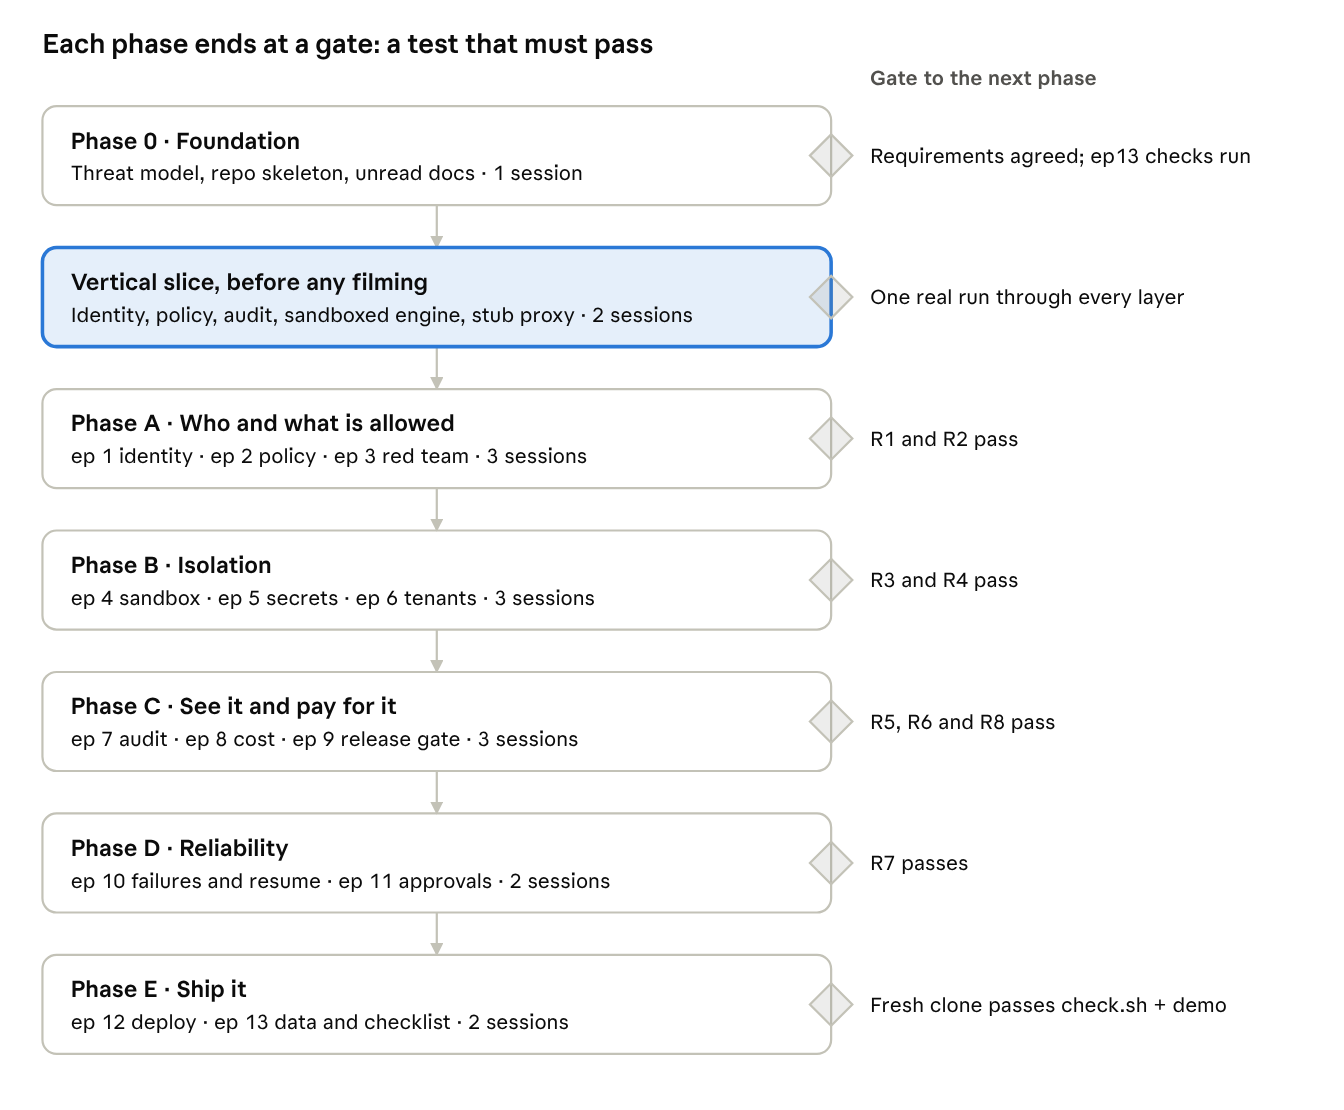 Each phase ends at a gate: a test that must pass
Gate to the next phase
Phase 0 · Foundation
Threat model, repo skeleton, unread docs · 1 session
Requirements agreed; ep13 checks run
Vertical slice, before any filming
Identity, policy, audit, sandboxed engine, stub proxy · 2 sessions
One real run through every layer
Phase A · Who and what is allowed
ep 1 identity · ep 2 policy · ep 3 red team · 3 sessions
R1 and R2 pass
Phase B · Isolation
ep 4 sandbox · ep 5 secrets · ep 6 tenants · 3 sessions
R3 and R4 pass
Phase C · See it and pay for it
ep 7 audit · ep 8 cost · ep 9 release gate · 3 sessions
R5, R6 and R8 pass
Phase D · Reliability
ep 10 failures and resume · ep 11 approvals · 2 sessions
R7 passes
Phase E · Ship it
ep 12 deploy · ep 13 data and checklist · 2 sessions
Fresh clone passes check.sh + demo